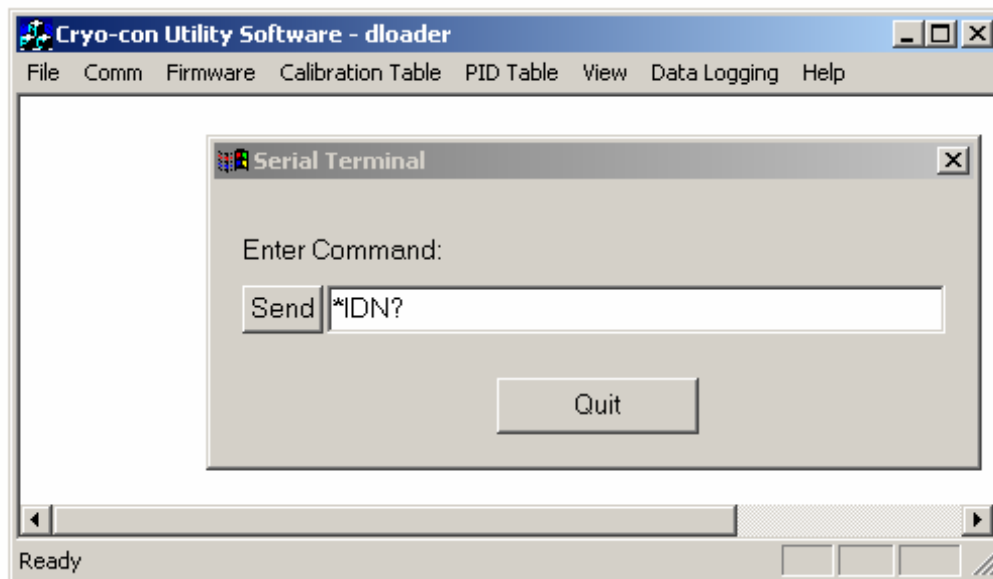 Cryo-con Utility Software - dloader
File Comm Firmware Calibration Table PID Table View Data Logging Help
Serial Terminal
Enter Command:
Send *IDN?
Quit
Ready